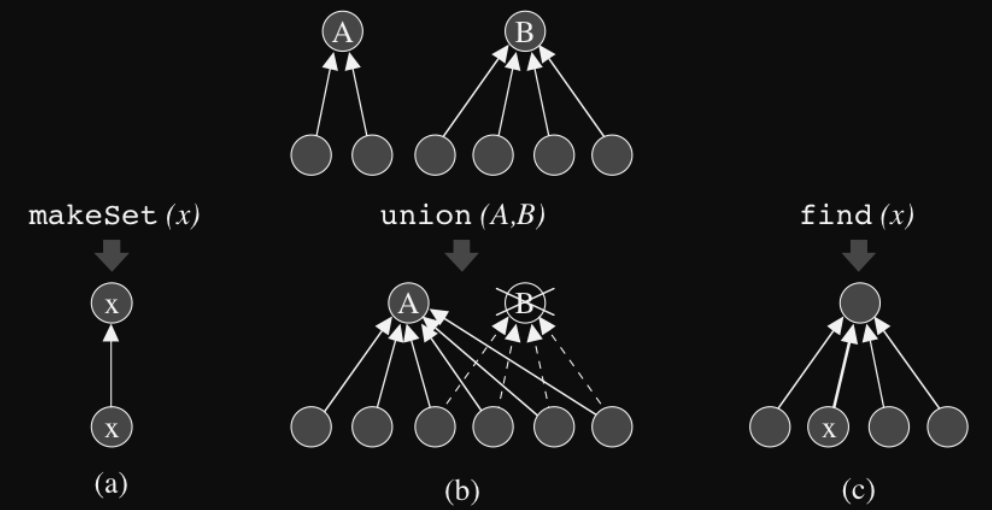 A B
makeSet (x) union (A,B) find (x)
x A B
x x
(a) (b) (c)